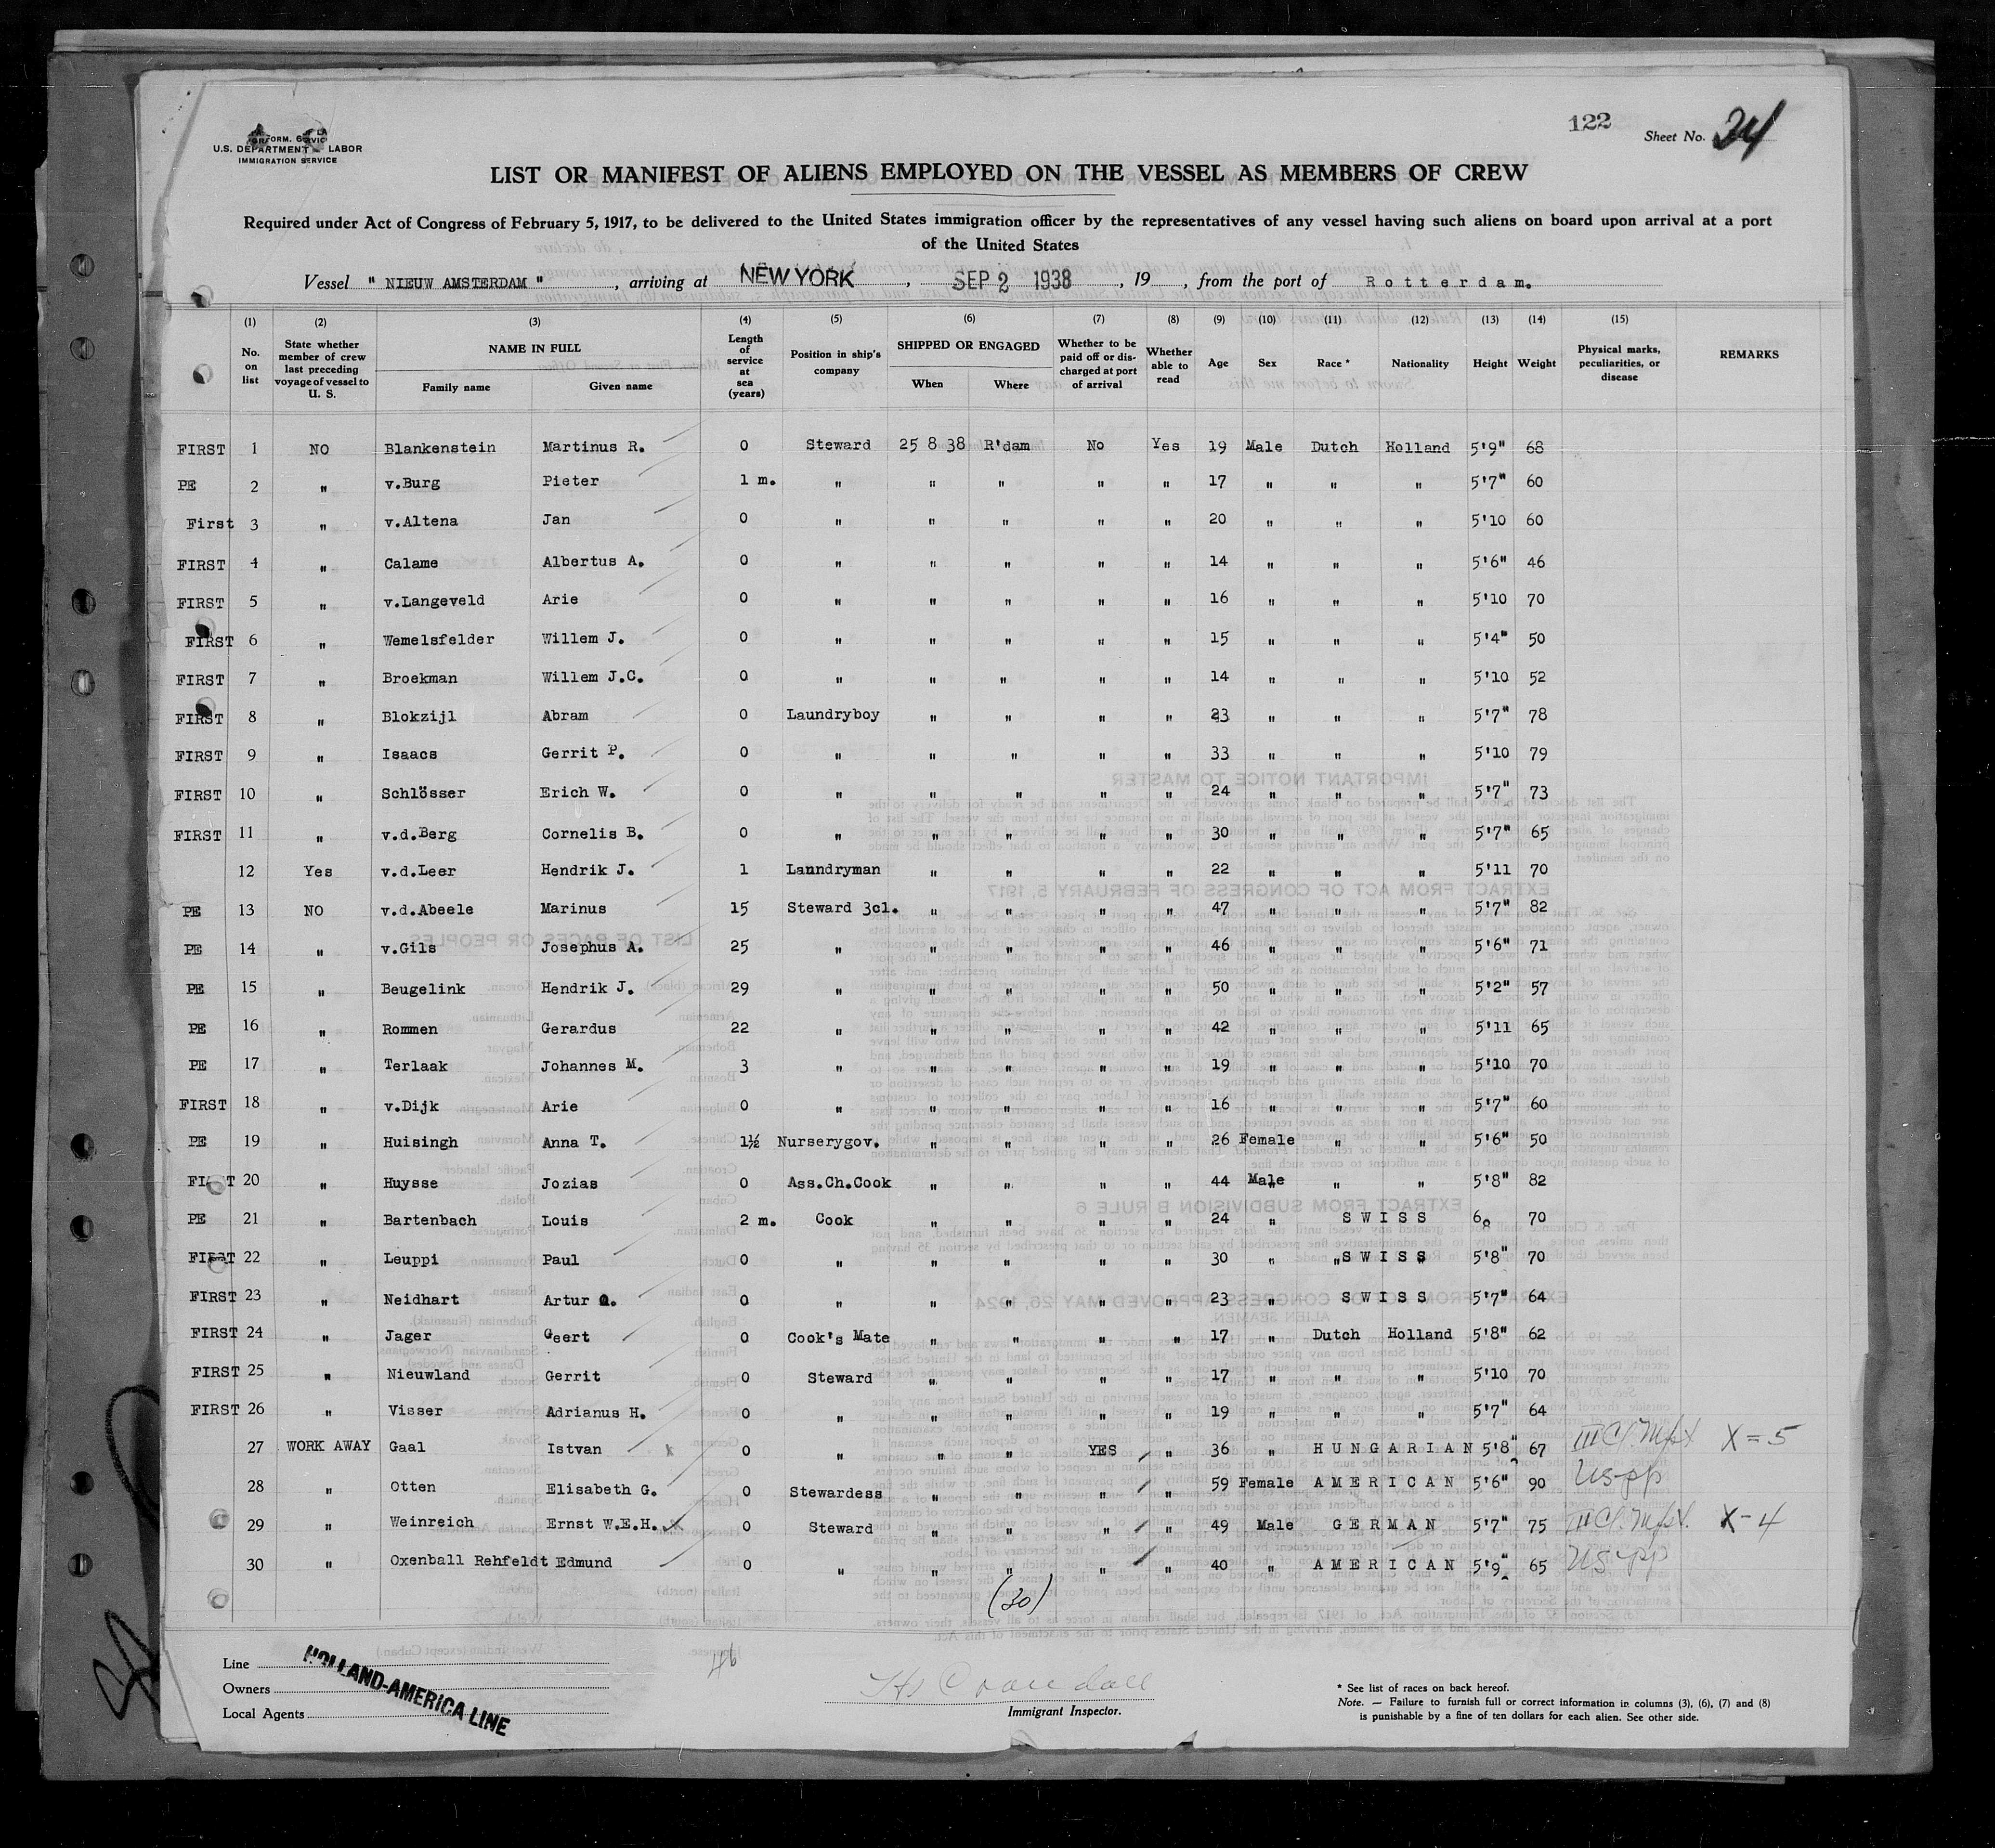 122
Sheet No. 34
U.S. DEPARTMENT LABOR
IMMIGRATION SERVICE
LIST OR MANIFEST OF ALIENS EMPLOYED ON THE VESSEL AS MEMBERS OF CREW
Required under Act of Congress of February 5, 1917, to be delivered to the United States immigration officer by the representatives of any vessel having such aliens on board upon arrival at a port
of the United States
Vessel " NIEUW AMSTERDAM ", arriving at NEW YORK, SEP 2 1938, 19, from the port of Rotterdam.
(1) (2) (3) (4) (5) (6) (7) (8) (9) (10) (11) (12) (13) (14) (15)
No. on list State whether member of crew last preceding voyage of vessel to U. S. NAME IN FULL Family name Given name Length of service at sea (years) Position in ship's company SHIPPED OR ENGAGED When Where Whether to be paid off or discharged at port of arrival Whether able to read Age Sex Race * Nationality Height Weight Physical marks, peculiarities, or disease REMARKS
FIRST 1 NO Blankenstein Martinus R. 0 Steward 25 8 38 R'dam No Yes 19 Male Dutch Holland 5'9" 68
PE 2 " v.Burg Pieter 1 m. " " " " " 17 " " " 5'7" 60
First 3 " v.Altena Jan 0 " " " " " 20 " " " 5'10 60
FIRST 4 " Calame Albertus A. 0 " " " " " 14 " " " 5'6" 46
FIRST 5 " v.Langeveld Arie 0 " " " " " 16 " " " 5'10 70
FIRST 6 " Wemelsfelder Willem J. 0 " " " " " 15 " " " 5'4" 50
FIRST 7 " Broekman Willem J.C. 0 " " " " " 14 " " " 5'10 52
FIRST 8 " Blokzijl Abram 0 Laundryboy " " " " 23 " " " 5'7" 78
FIRST 9 " Isaacs Gerrit P. 0 " " " " " 33 " " " 5'10 79
FIRST 10 " Schlösser Erich W. 0 " " " " " 24 " " " 5'7" 73
FIRST 11 " v.d.Berg Cornelis B. 0 " " " " " 30 " " " 5'7" 65
12 Yes v.d.Leer Hendrik J. 1 Lanndryman " " " " 22 " " " 5'11 70
PE 13 NO v.d.Abeele Marinus 15 Steward 3cl. " " " " 47 " " " 5'7" 82
PE 14 " v.Gils Josephus A. 25 " " " " " 46 " " " 5'6" 71
PE 15 " Beugelink Hendrik J. 29 " " " " " 50 " " " 5'2" 57
PE 16 " Rommen Gerardus 22 " " " " " 42 " " " 5'11 65
PE 17 " Terlaak Johannes M. 3 " " " " " 19 " " " 5'10 70
FIRST 18 " v.Dijk Arie 0 " " " " " 16 " " " 5'7" 60
PE 19 " Huisingh Anna T. 1½ Nurserygov. " " " " 26 Female " " 5'6" 50
FIRST 20 " Huysse Jozias 0 Ass.Ch.Cook " " " " 44 Male " " 5'8" 82
PE 21 " Bartenbach Louis 2 m. Cook " " " " 24 " SWISS 6. 70
FIRST 22 " Leuppi Paul 0 " " " " " 30 " " SWISS 5'8" 70
FIRST 23 " Neidhart Artur 0 " " " " " 23 " SWISS 5'7" 64
FIRST 24 " Jager Geert 0 Cook's Mate " " " " 17 " Dutch Holland 5'8" 62
FIRST 25 " Nieuwland Gerrit 0 Steward " " " " 17 " " " 5'10 70
FIRST 26 " Visser Adrianus H. 0 " " " " " 19 " " " 5'7" 64
27 WORK AWAY Gaal Istvan 0 " " " YES " 36 " HUNGARIAN 5'8" 67 III Cl. Mfst X=5
28 " Otten Elisabeth G. 0 Stewardess " " " " 59 Female AMERICAN 5'6" 90 US-pp
29 " Weinreich Ernst W.E.H. 0 Steward " " " " 49 Male GERMAN 5'7" 75 III Cl. Mfst. X-4
30 " Oxenball Rehfeldt Edmund 0 " " " " " 40 " AMERICAN 5'9" 65 US-pp
(30)
46
Line
Owners
Local Agents
HOLLAND-AMERICA LINE
Immigrant Inspector.
* See list of races on back hereof.
Note. — Failure to furnish full or correct information in columns (3), (6), (7) and (8)
is punishable by a fine of ten dollars for each alien. See other side.